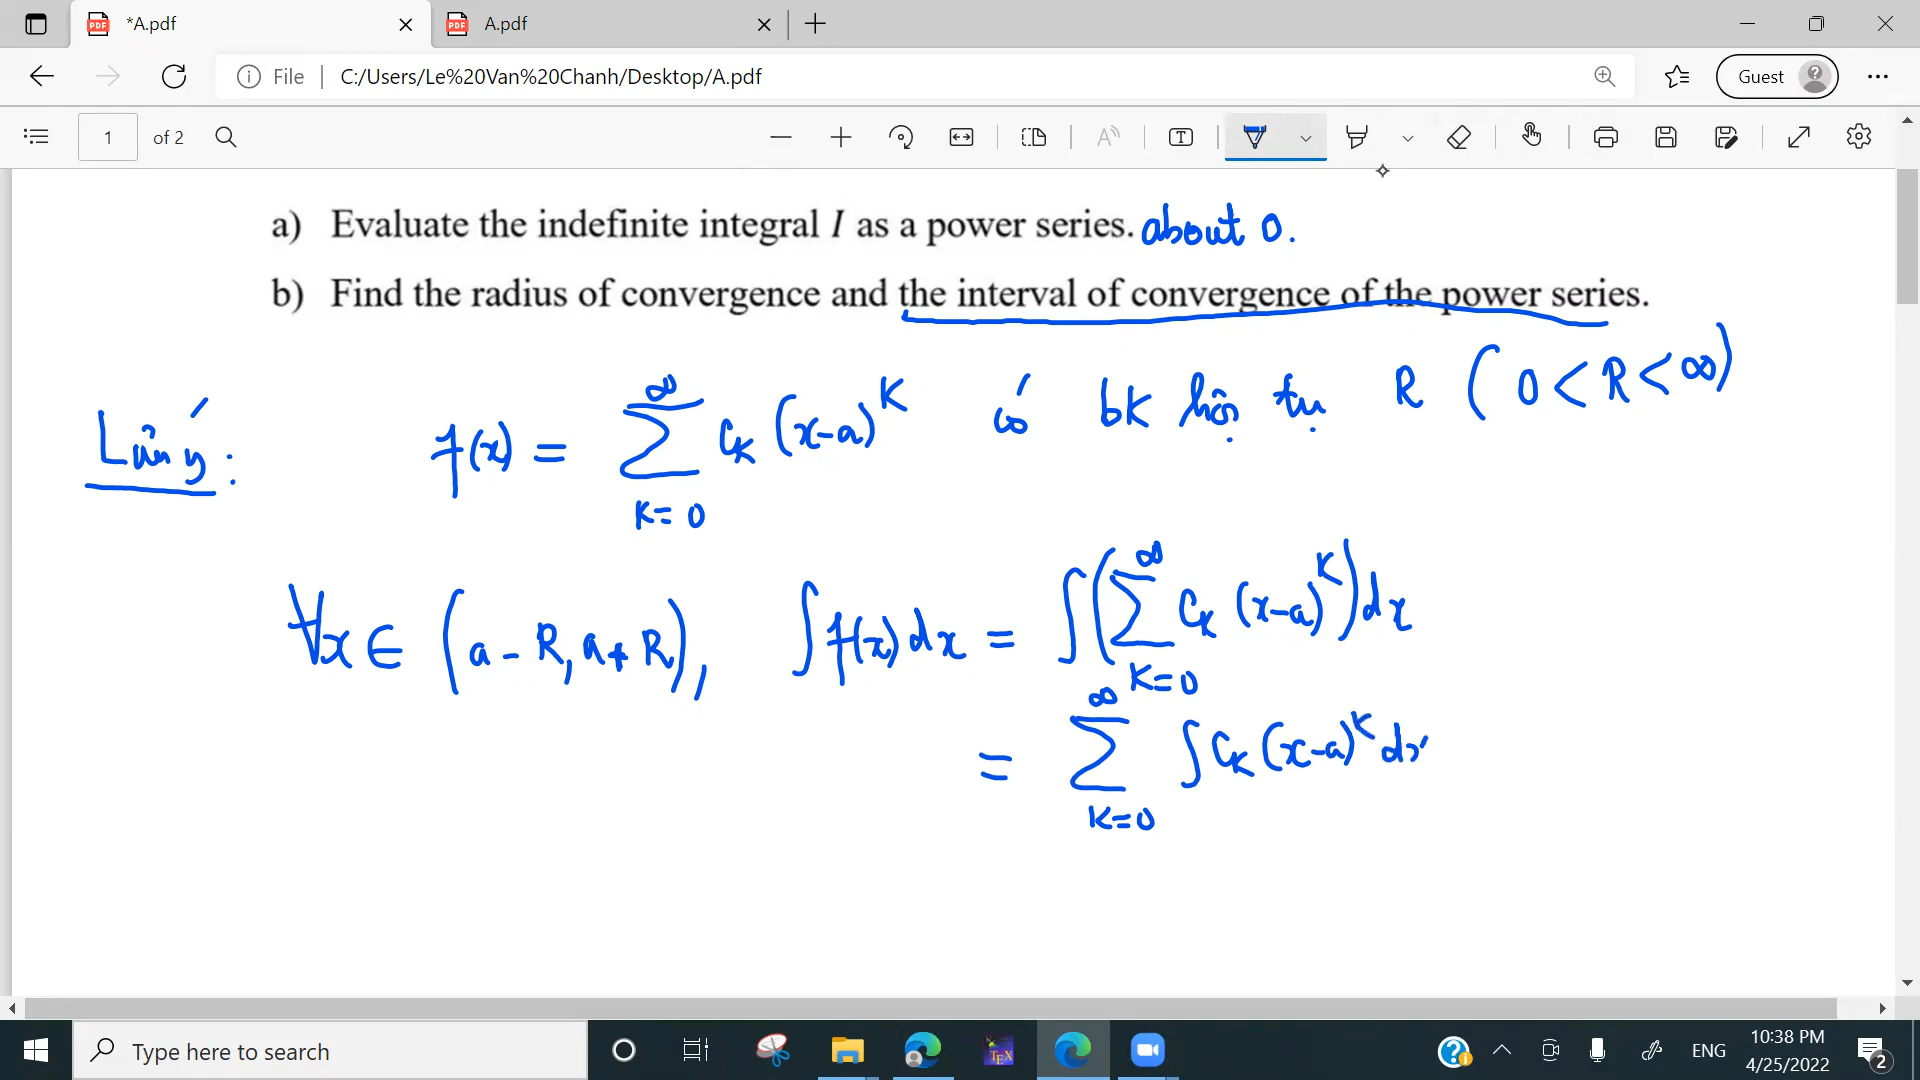 *A.pdf
A.pdf
File
C:/Users/Le%20Van%20Chanh/Desktop/A.pdf
Guest
1 of 2
a) Evaluate the indefinite integral I as a power series. about 0.
b) Find the radius of convergence and the interval of convergence of the power series.
Lưu ý: f(x) = ∑_{k=0}^{∞} c_k (x-a)^k có bk hội tụ R (0 < R < ∞)
∀x ∈ (a - R, a + R), ∫f(x)dx = ∫(∑_{k=0}^{∞} c_k (x-a)^k)dx
= ∑_{k=0}^{∞} ∫c_k (x-a)^k dx
Type here to search
TEX
ENG
10:38 PM
4/25/2022
2